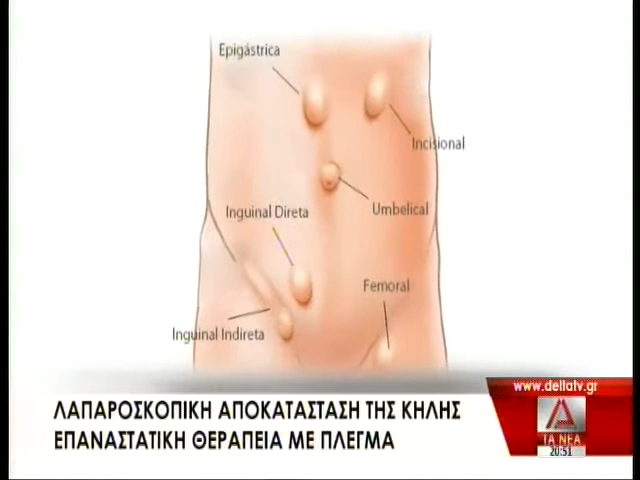 Epigástrica
Incisional
Umbelical
Inguinal Direta
Femoral
Inguinal Indireta
www.deltatv.gr
ΛΑΠΑΡΟΣΚΟΠΙΚΗ ΑΠΟΚΑΤΑΣΤΑΣΗ ΤΗΣ ΚΗΛΗΣ
ΕΠΑΝΑΣΤΑΤΙΚΗ ΘΕΡΑΠΕΙΑ ΜΕ ΠΛΕΓΜΑ
ΤΑ ΝΕΑ
20:51